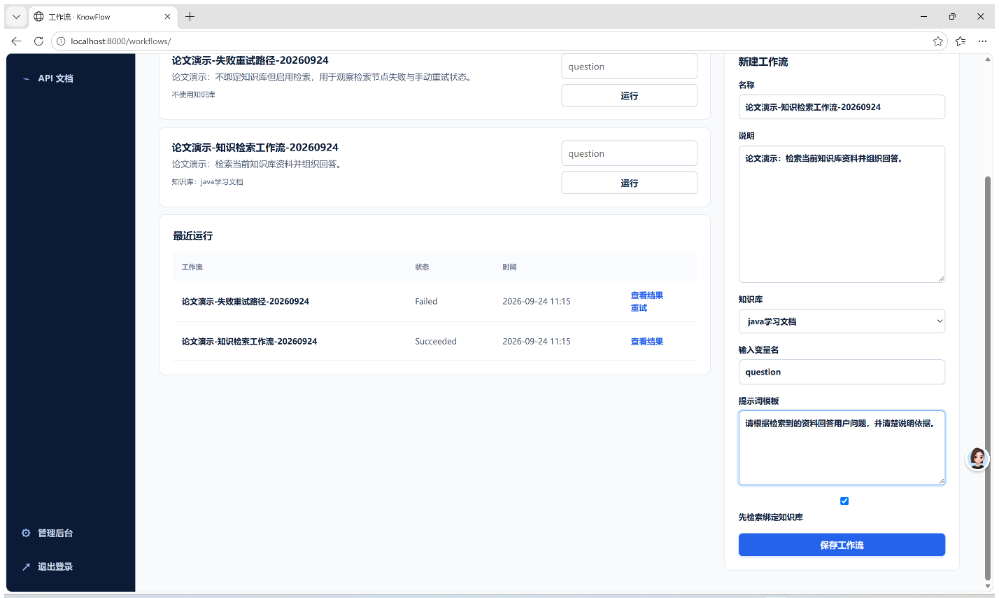 工作流 · KnowFlow
localhost:8000/workflows/
API 文档
管理后台
退出登录
论文演示-失败重试路径-20260924
论文演示：不绑定知识库但启用检索，用于观察检索节点失败与手动重试状态。
不使用知识库
question
运行
论文演示-知识检索工作流-20260924
论文演示：检索当前知识库资料并组织回答。
知识库：java学习文档
question
运行
最近运行
工作流 状态 时间
论文演示-失败重试路径-20260924 Failed 2026-09-24 11:15 查看结果
重试
论文演示-知识检索工作流-20260924 Succeeded 2026-09-24 11:15 查看结果
新建工作流
名称
论文演示-知识检索工作流-20260924
说明
论文演示：检索当前知识库资料并组织回答。
知识库
java学习文档
输入变量名
question
提示词模板
请根据检索到的资料回答用户问题，并清楚说明依据。
先检索绑定知识库
保存工作流